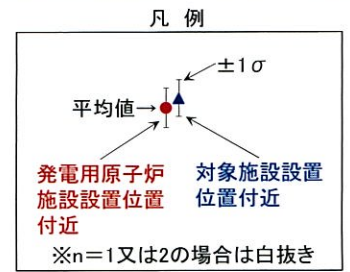 凡 例
±1σ
平均値→
発電用原子炉
施設設置位置
付近
対象施設設置
位置付近
※n=1又は2の場合は白抜き